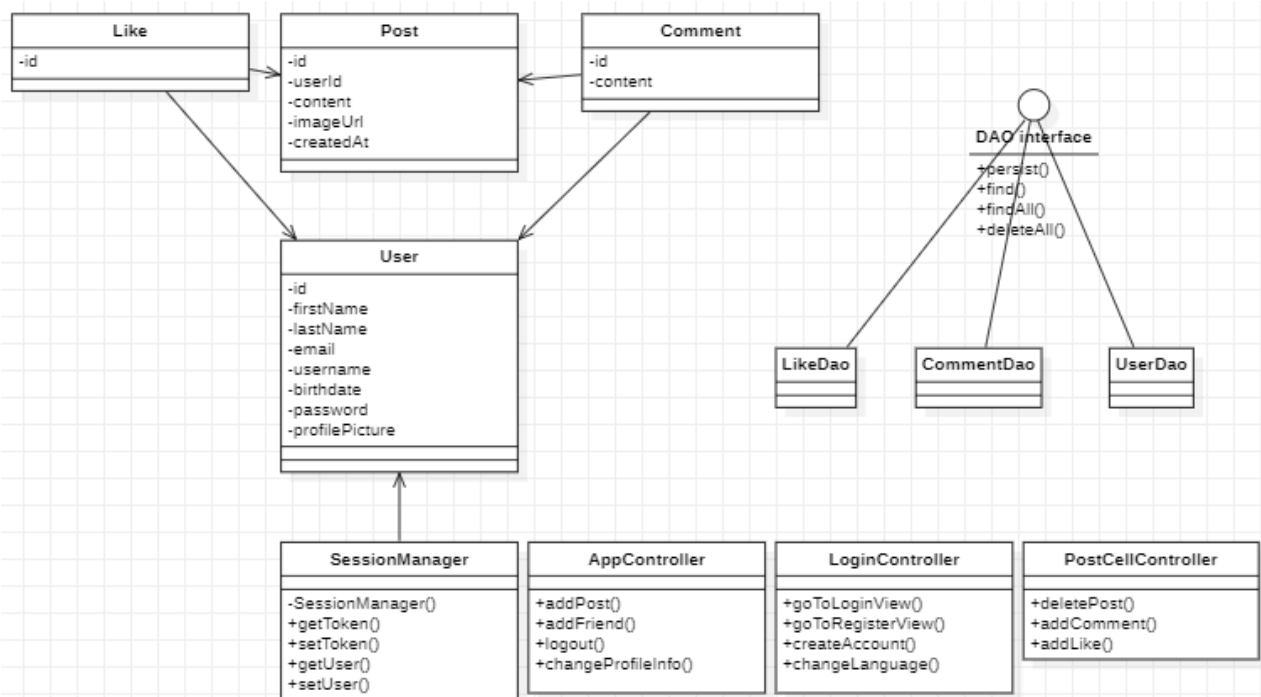 Like
-id
Post
-id
-userId
-content
-imageUrl
-createdAt
Comment
-id
-content
DAO interface
+persist()
+find()
+findAll()
+deleteAll()
User
-id
-firstName
-lastName
-email
-username
-birthdate
-password
-profilePicture
LikeDao
CommentDao
UserDao
SessionManager
-SessionManager()
+getToken()
+setToken()
+getUser()
+setUser()
AppController
+addPost()
+addFriend()
+logout()
+changeProfileInfo()
LoginController
+goToLoginView()
+goToRegisterView()
+createAccount()
+changeLanguage()
PostCellController
+deletePost()
+addComment()
+addLike()